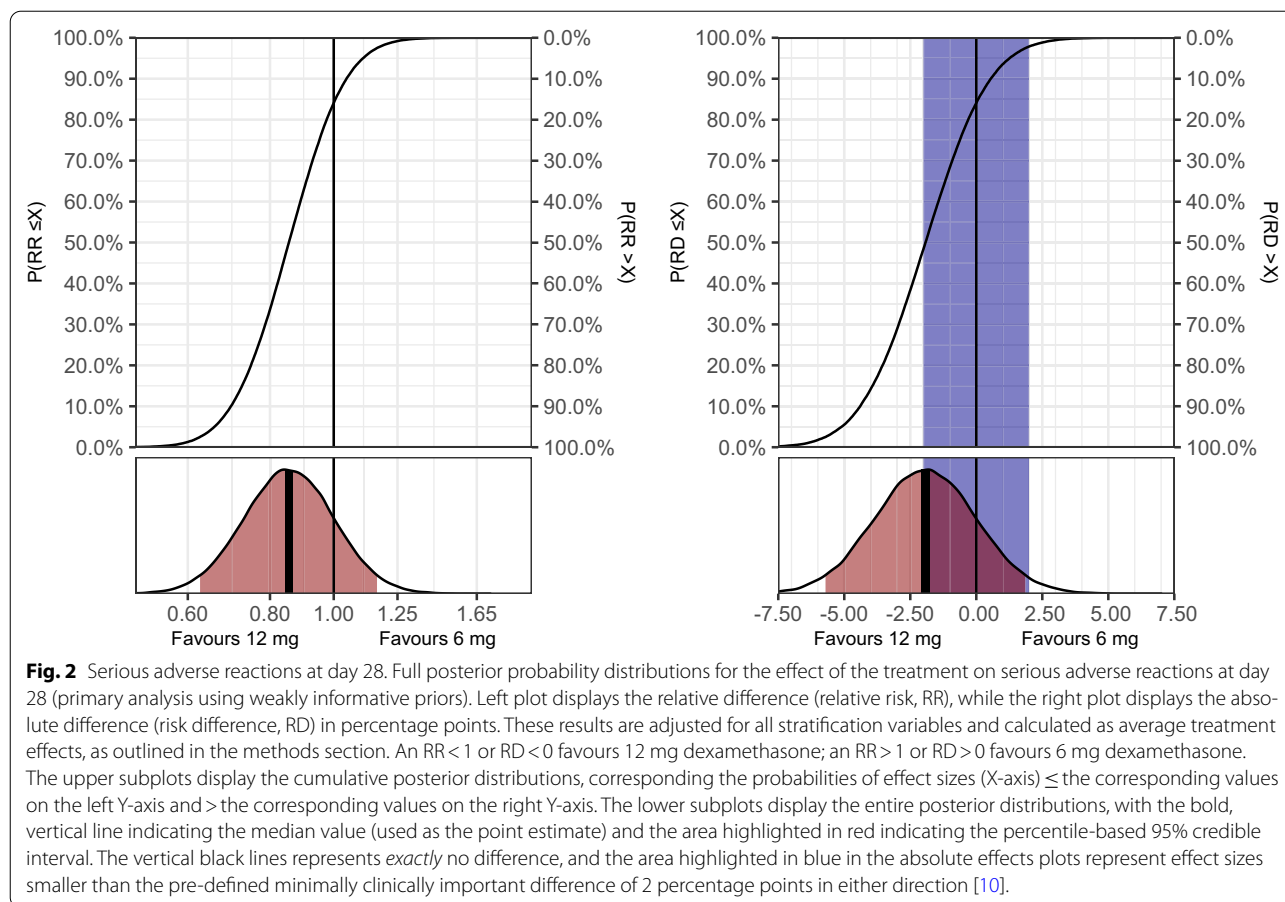 100.0%
90.0%
80.0%
70.0%
60.0%
50.0%
40.0%
30.0%
20.0%
10.0%
0.0%
P(RR ≤X)
0.0%
10.0%
20.0%
30.0%
40.0%
50.0%
60.0%
70.0%
80.0%
90.0%
100.0%
P(RR >X)
0.60 0.80 1.00 1.25 1.65
Favours 12 mg Favours 6 mg
100.0%
90.0%
80.0%
70.0%
60.0%
50.0%
40.0%
30.0%
20.0%
10.0%
0.0%
P(RD ≤X)
0.0%
10.0%
20.0%
30.0%
40.0%
50.0%
60.0%
70.0%
80.0%
90.0%
100.0%
P(RD >X)
-7.50 -5.00 -2.50 0.00 2.50 5.00 7.50
Favours 12 mg Favours 6 mg
Fig. 2 Serious adverse reactions at day 28. Full posterior probability distributions for the effect of the treatment on serious adverse reactions at day
28 (primary analysis using weakly informative priors). Left plot displays the relative difference (relative risk, RR), while the right plot displays the abso-
lute difference (risk difference, RD) in percentage points. These results are adjusted for all stratification variables and calculated as average treatment
effects, as outlined in the methods section. An RR < 1 or RD < 0 favours 12 mg dexamethasone; an RR > 1 or RD > 0 favours 6 mg dexamethasone.
The upper subplots display the cumulative posterior distributions, corresponding the probabilities of effect sizes (X-axis) ≤ the corresponding values
on the left Y-axis and > the corresponding values on the right Y-axis. The lower subplots display the entire posterior distributions, with the bold,
vertical line indicating the median value (used as the point estimate) and the area highlighted in red indicating the percentile-based 95% credible
interval. The vertical black lines represents exactly no difference, and the area highlighted in blue in the absolute effects plots represent effect sizes
smaller than the pre-defined minimally clinically important difference of 2 percentage points in either direction [10].